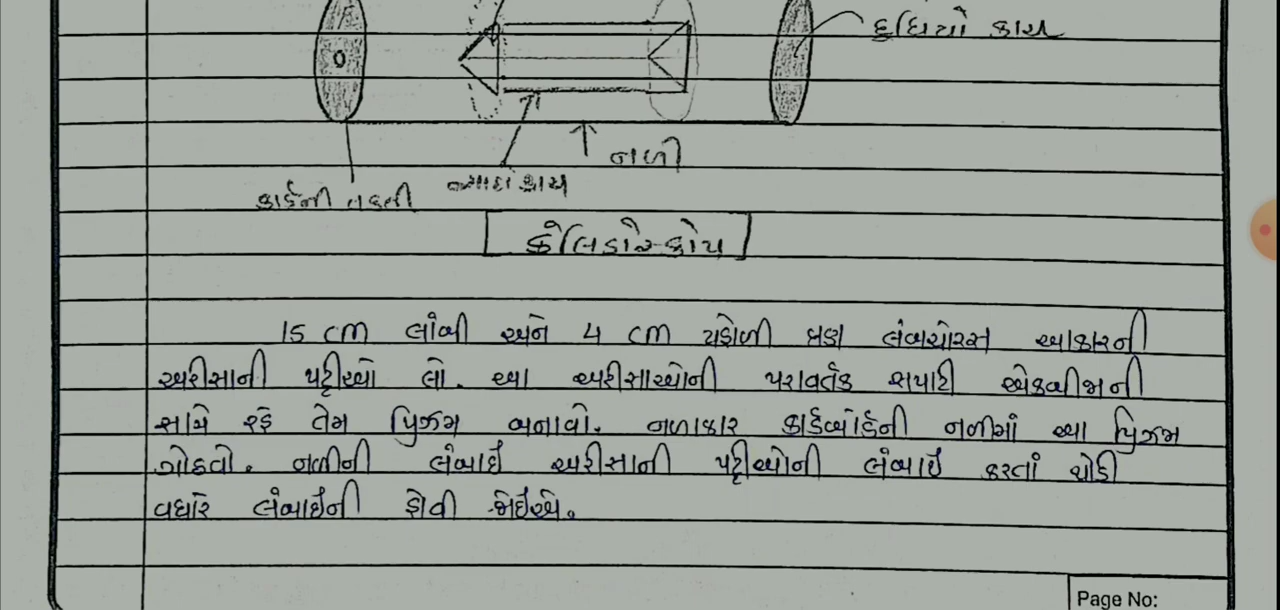 દુધિયો કાચ
નળી
સાદો કાચ
કાર્ડની તકતી
કેલિડોસ્કોપ
15 cm લાંબી અને 4 cm પહોળી ત્રણ લંબચોરસ આકારની
અરીસાની પટ્ટીઓ લો. આ અરીસાઓની પરાવર્તક સપાટી એકબીજાની
સામે રહે તેમ પ્રિઝમ બનાવો. નળાકાર કાર્ડબોર્ડની નળીમાં આ પ્રિઝમ
ગોઠવો. નળીની લંબાઈ અરીસાની પટ્ટીઓની લંબાઈ કરતાં થોડી
વધારે લંબાઈની હોવી જોઈએ.
Page No: